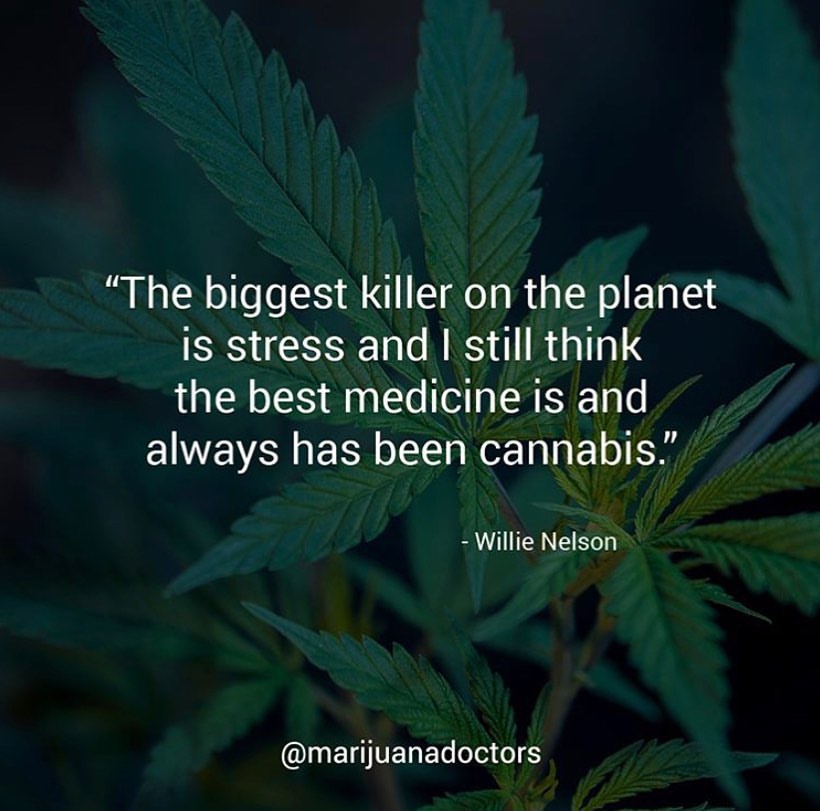 “The biggest killer on the planet
is stress and I still think
the best medicine is and
always has been cannabis.”
- Willie Nelson
@marijuanadoctors